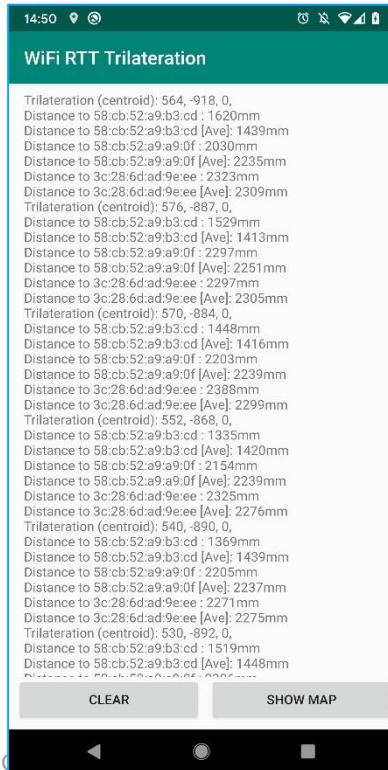 14:50
WiFi RTT Trilateration
Trilateration (centroid): 564, -918, 0,
Distance to 58:cb:52:a9:b3:cd : 1620mm
Distance to 58:cb:52:a9:b3:cd [Ave]: 1439mm
Distance to 58:cb:52:a9:a9:0f : 2030mm
Distance to 58:cb:52:a9:a9:0f [Ave]: 2235mm
Distance to 3c:28:6d:ad:9e:ee : 2323mm
Distance to 3c:28:6d:ad:9e:ee [Ave]: 2309mm
Trilateration (centroid): 576, -887, 0,
Distance to 58:cb:52:a9:b3:cd : 1529mm
Distance to 58:cb:52:a9:b3:cd [Ave]: 1413mm
Distance to 58:cb:52:a9:a9:0f : 2297mm
Distance to 58:cb:52:a9:a9:0f [Ave]: 2251mm
Distance to 3c:28:6d:ad:9e:ee : 2297mm
Distance to 3c:28:6d:ad:9e:ee [Ave]: 2305mm
Trilateration (centroid): 570, -884, 0,
Distance to 58:cb:52:a9:b3:cd : 1448mm
Distance to 58:cb:52:a9:b3:cd [Ave]: 1416mm
Distance to 58:cb:52:a9:a9:0f : 2203mm
Distance to 58:cb:52:a9:a9:0f [Ave]: 2239mm
Distance to 3c:28:6d:ad:9e:ee : 2388mm
Distance to 3c:28:6d:ad:9e:ee [Ave]: 2299mm
Trilateration (centroid): 552, -868, 0,
Distance to 58:cb:52:a9:b3:cd : 1335mm
Distance to 58:cb:52:a9:b3:cd [Ave]: 1420mm
Distance to 58:cb:52:a9:a9:0f : 2154mm
Distance to 58:cb:52:a9:a9:0f [Ave]: 2239mm
Distance to 3c:28:6d:ad:9e:ee : 2325mm
Distance to 3c:28:6d:ad:9e:ee [Ave]: 2276mm
Trilateration (centroid): 540, -890, 0,
Distance to 58:cb:52:a9:b3:cd : 1369mm
Distance to 58:cb:52:a9:b3:cd [Ave]: 1439mm
Distance to 58:cb:52:a9:a9:0f : 2205mm
Distance to 58:cb:52:a9:a9:0f [Ave]: 2237mm
Distance to 3c:28:6d:ad:9e:ee : 2271mm
Distance to 3c:28:6d:ad:9e:ee [Ave]: 2275mm
Trilateration (centroid): 530, -892, 0,
Distance to 58:cb:52:a9:b3:cd : 1519mm
Distance to 58:cb:52:a9:b3:cd [Ave]: 1448mm
CLEAR
SHOW MAP